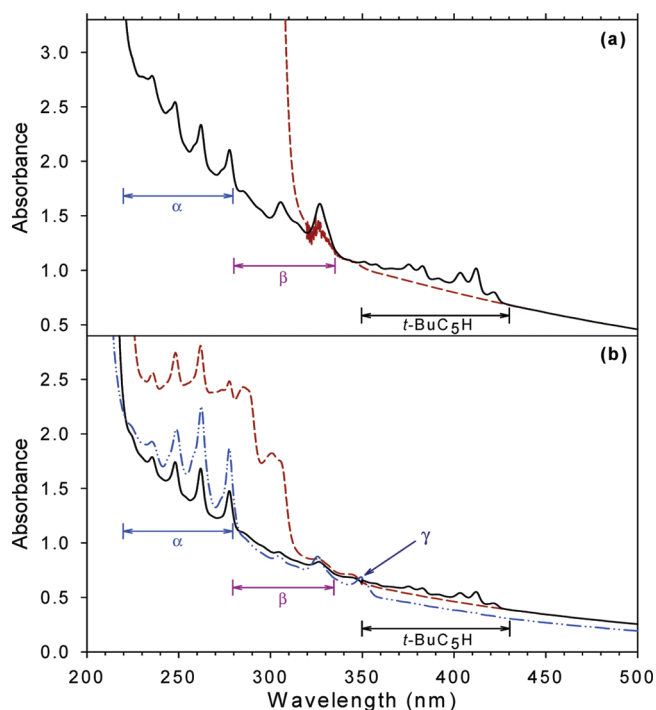 (a)
3.0
2.5
2.0
1.5
1.0
0.5
Absorbance
α
β
t-BuC₅H
(b)
2.5
2.0
1.5
1.0
0.5
0.0
Absorbance
γ
α
β
t-BuC₅H
200 250 300 350 400 450 500
Wavelength (nm)